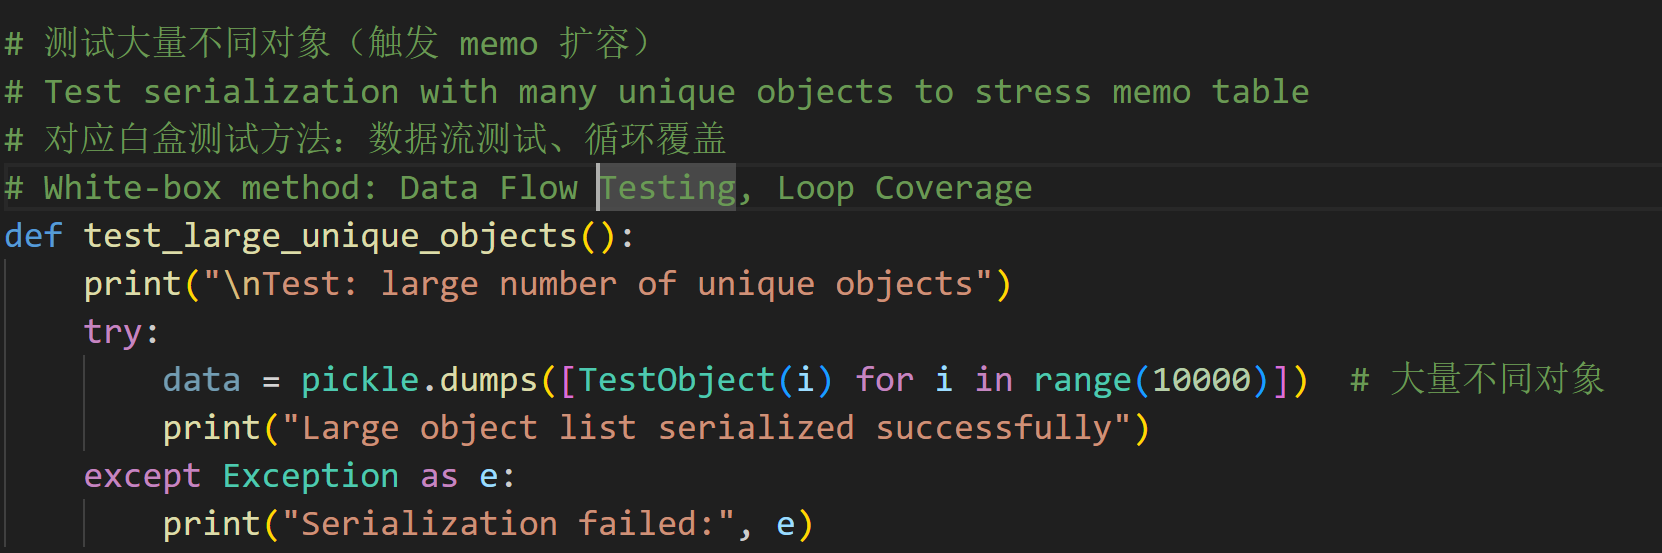 # 测试大量不同对象（触发 memo 扩容）
# Test serialization with many unique objects to stress memo table
# 对应白盒测试方法：数据流测试、循环覆盖
# White-box method: Data Flow Testing, Loop Coverage
def test_large_unique_objects():
    print("\nTest: large number of unique objects")
    try:
        data = pickle.dumps([TestObject(i) for i in range(10000)])  # 大量不同对象
        print("Large object list serialized successfully")
    except Exception as e:
        print("Serialization failed:", e)